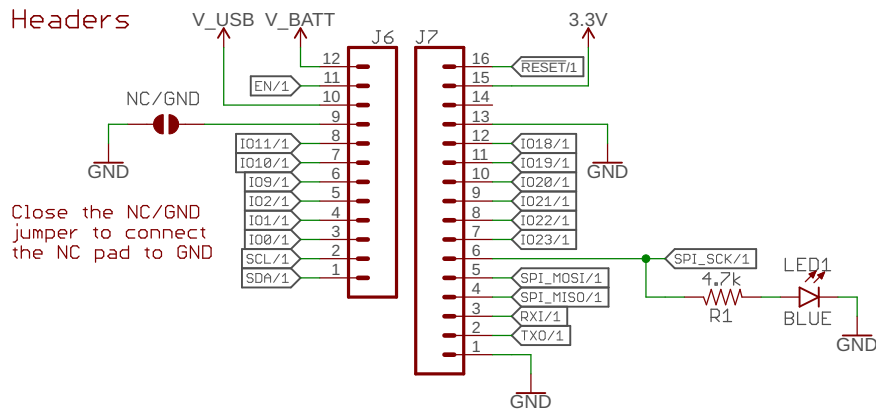 Headers
V_USB V_BATT
3.3V
J6 J7
12
11
10
9
8
7
6
5
4
3
2
1
EN/1
NC/GND
GND
IO11/1
IO10/1
IO9/1
IO2/1
IO1/1
IO0/1
SCL/1
SDA/1
Close the NC/GND
jumper to connect
the NC pad to GND
16
15
14
13
12
11
10
9
8
7
6
5
4
3
2
1
RESET/1
GND
IO18/1
IO19/1
IO20/1
IO21/1
IO22/1
IO23/1
SPI_SCK/1
SPI_MOSI/1
SPI_MISO/1
RXI/1
TXO/1
GND
4.7k
R1
LED1
BLUE
GND